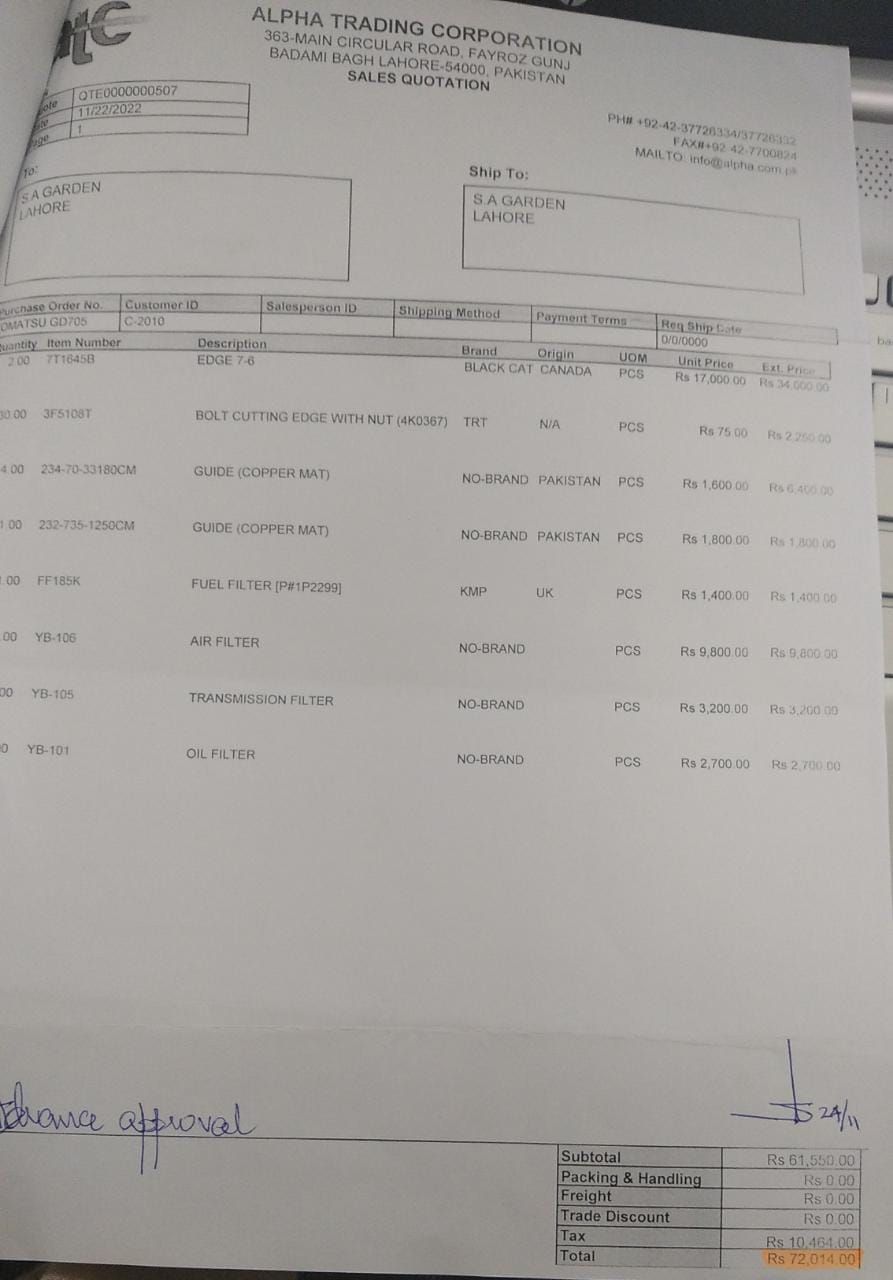 ALPHA TRADING CORPORATION
363-MAIN CIRCULAR ROAD, FAYROZ GUNJ
BADAMI BAGH LAHORE-54000, PAKISTAN
SALES QUOTATION
QTE0000000507
11/22/2022
1
PH# +92-42-37726334/37726332
FAX#+92-42-7700824
MAILTO: info@alpha.com.pk
To:
S.A GARDEN
LAHORE
Ship To:
S.A GARDEN
LAHORE
Purchase Order No. Customer ID Salesperson ID Shipping Method Payment Terms Req Ship Date
OMATSU GD705 C-2010 0/0/0000
uantity Item Number Description Brand Origin UOM Unit Price Ext. Price
2.00 7T1645B EDGE 7-6 BLACK CAT CANADA PCS Rs 17,000.00 Rs 34,000.00
30.00 3F5108T BOLT CUTTING EDGE WITH NUT (4K0367) TRT N/A PCS Rs 75.00 Rs 2,250.00
4.00 234-70-33180CM GUIDE (COPPER MAT) NO-BRAND PAKISTAN PCS Rs 1,600.00 Rs 6,400.00
1.00 232-735-1250CM GUIDE (COPPER MAT) NO-BRAND PAKISTAN PCS Rs 1,800.00 Rs 1,800.00
.00 FF185K FUEL FILTER [P#1P2299] KMP UK PCS Rs 1,400.00 Rs 1,400.00
.00 YB-106 AIR FILTER NO-BRAND PCS Rs 9,800.00 Rs 9,800.00
00 YB-105 TRANSMISSION FILTER NO-BRAND PCS Rs 3,200.00 Rs 3,200.00
0 YB-101 OIL FILTER NO-BRAND PCS Rs 2,700.00 Rs 2,700.00
24/11
approval
Subtotal Rs 61,550.00
Packing & Handling Rs 0.00
Freight Rs 0.00
Trade Discount Rs 0.00
Tax Rs 10,464.00
Total Rs 72,014.00